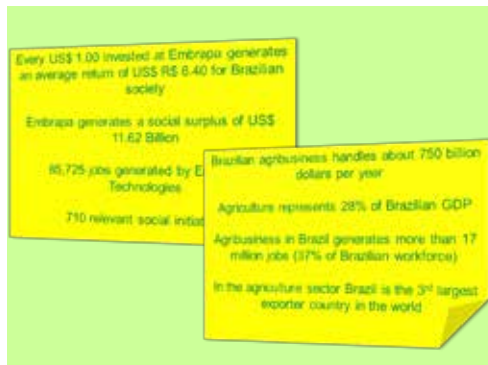 Every US$ 1.00 invested at Embrapa generates
an average return of US$ R$ 6.40 for Brazilian
society
Embrapa generates a social surplus of US$
11.62 Billion
85,725 jobs generated by E
Technologies
710 relevant social initiat
Brazilian agribusiness handles about 750 billion
dollars per year
Agriculture represents 28% of Brazilian GDP
Agribusiness in Brazil generates more than 17
million jobs (37% of Brazilian workforce)
In the agriculture sector Brazil is the 3rd largest
exporter country in the world